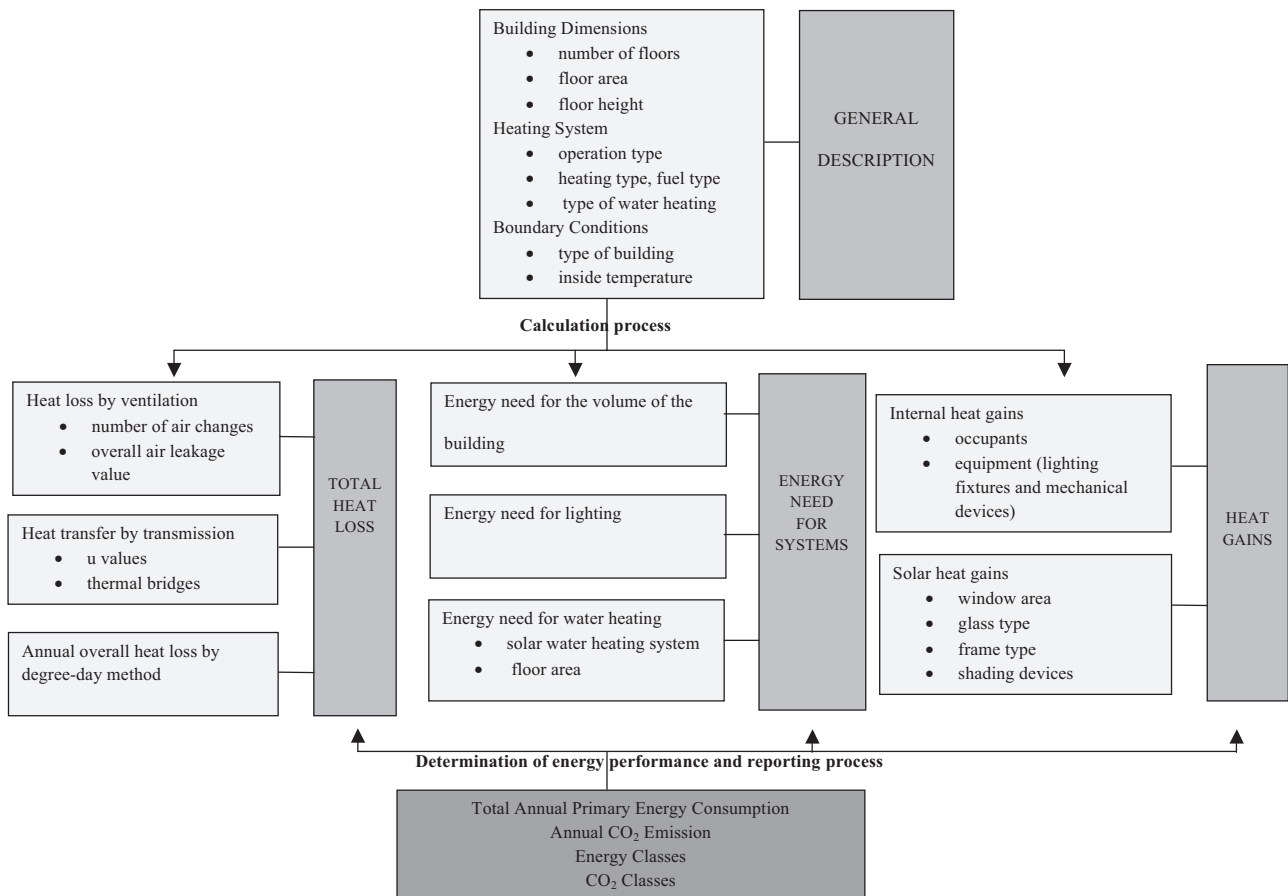 Building Dimensions
• number of floors
• floor area
• floor height
Heating System
• operation type
• heating type, fuel type
• type of water heating
Boundary Conditions
• type of building
• inside temperature
GENERAL
DESCRIPTION
Calculation process
Heat loss by ventilation
• number of air changes
• overall air leakage
value
Heat transfer by transmission
• u values
• thermal bridges
Annual overall heat loss by
degree-day method
TOTAL
HEAT
LOSS
Energy need for the volume of the
building
Energy need for lighting
Energy need for water heating
• solar water heating system
• floor area
ENERGY
NEED
FOR
SYSTEMS
Internal heat gains
• occupants
• equipment (lighting
fixtures and mechanical
devices)
Solar heat gains
• window area
• glass type
• frame type
• shading devices
HEAT
GAINS
Determination of energy performance and reporting process
Total Annual Primary Energy Consumption
Annual CO₂ Emission
Energy Classes
CO₂ Classes